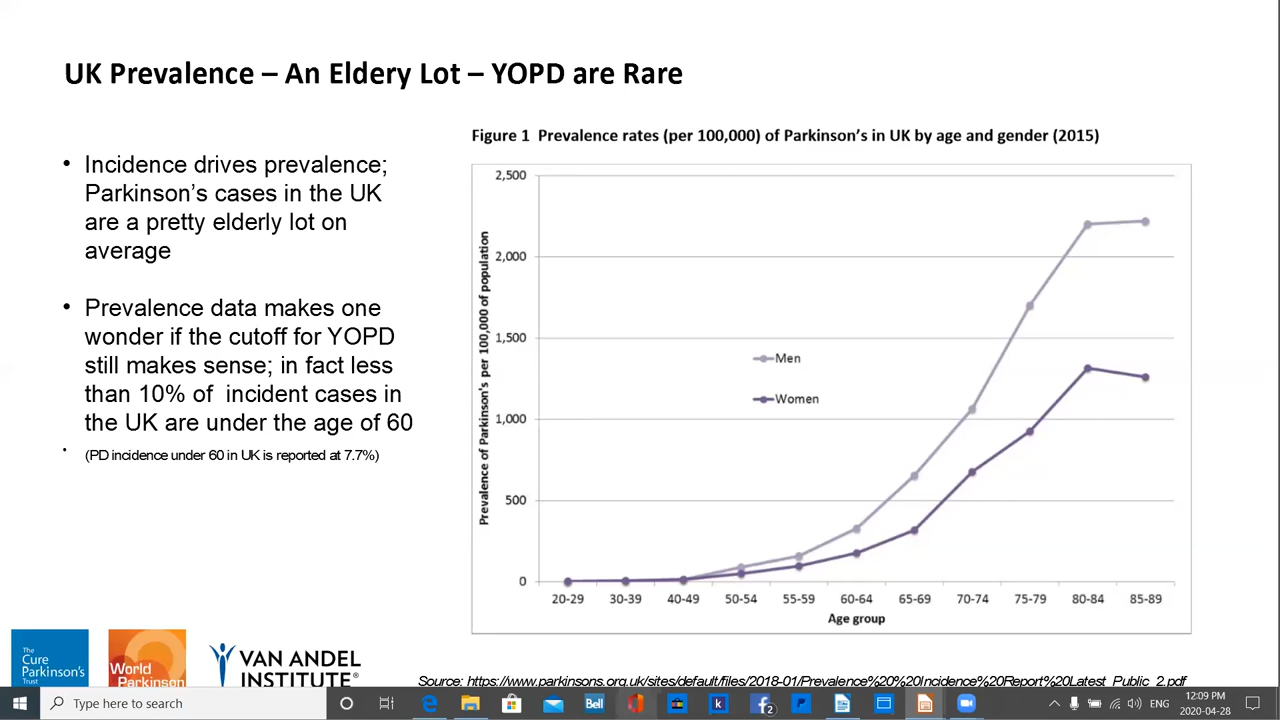 UK Prevalence – An Eldery Lot – YOPD are Rare
• Incidence drives prevalence;
Parkinson's cases in the UK
are a pretty elderly lot on
average
• Prevalence data makes one
wonder if the cutoff for YOPD
still makes sense; in fact less
than 10% of incident cases in
the UK are under the age of 60
• (PD incidence under 60 in UK is reported at 7.7%)
Figure 1 Prevalence rates (per 100,000) of Parkinson's in UK by age and gender (2015)
Prevalence of Parkinson's per 100,000 of population
2,500
2,000
1,500
1,000
500
0
Men
Women
20-29 30-39 40-49 50-54 55-59 60-64 65-69 70-74 75-79 80-84 85-89
Age group
The
Cure
Parkinson's
Trust
World
Parkinson
VAN ANDEL
INSTITUTE®
Source: https://www.parkinsons.org.uk/sites/default/files/2018-01/Prevalence%20%20Incidence%20Report%20Latest_Public_2.pdf
Type here to search
Bell
k
2
ENG
12:09 PM
2020-04-28